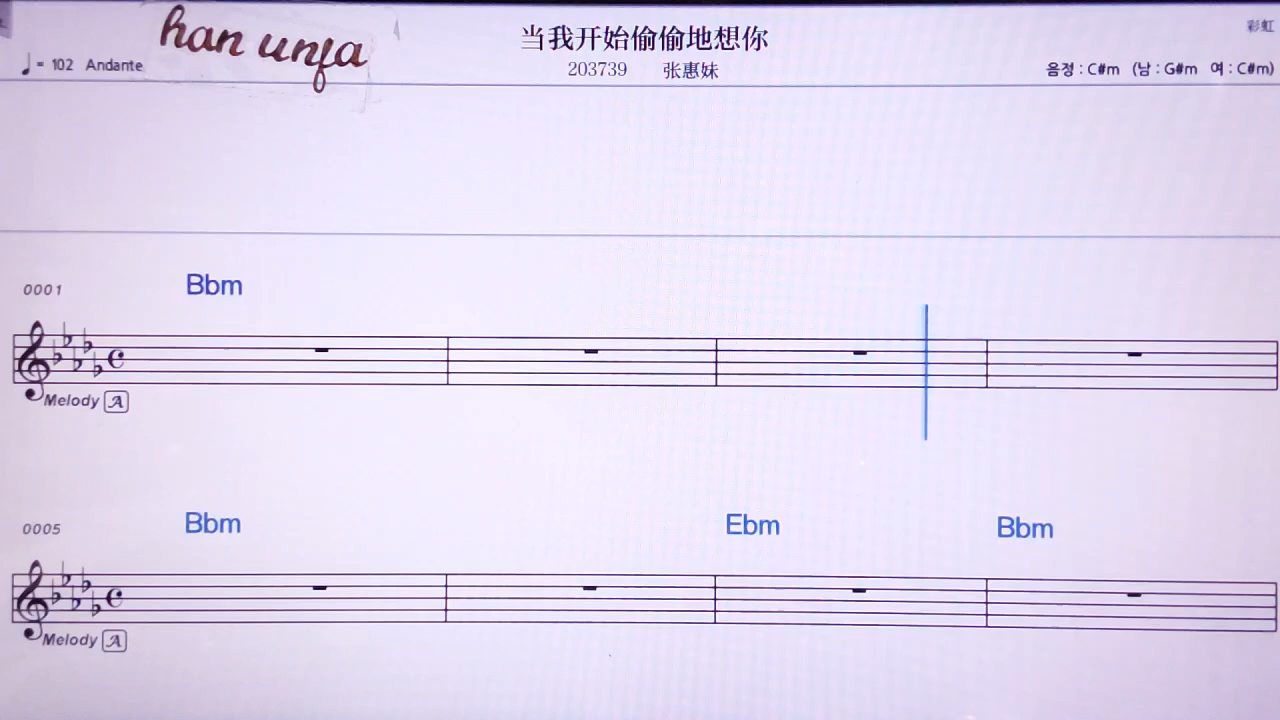 han unfa
当我开始偷偷地想你
彩虹
♩= 102 Andante
203739 张惠妹
음정 : C#m (남 : G#m 여 : C#m)
0001 Bbm
Melody A
0005 Bbm Ebm Bbm
Melody A